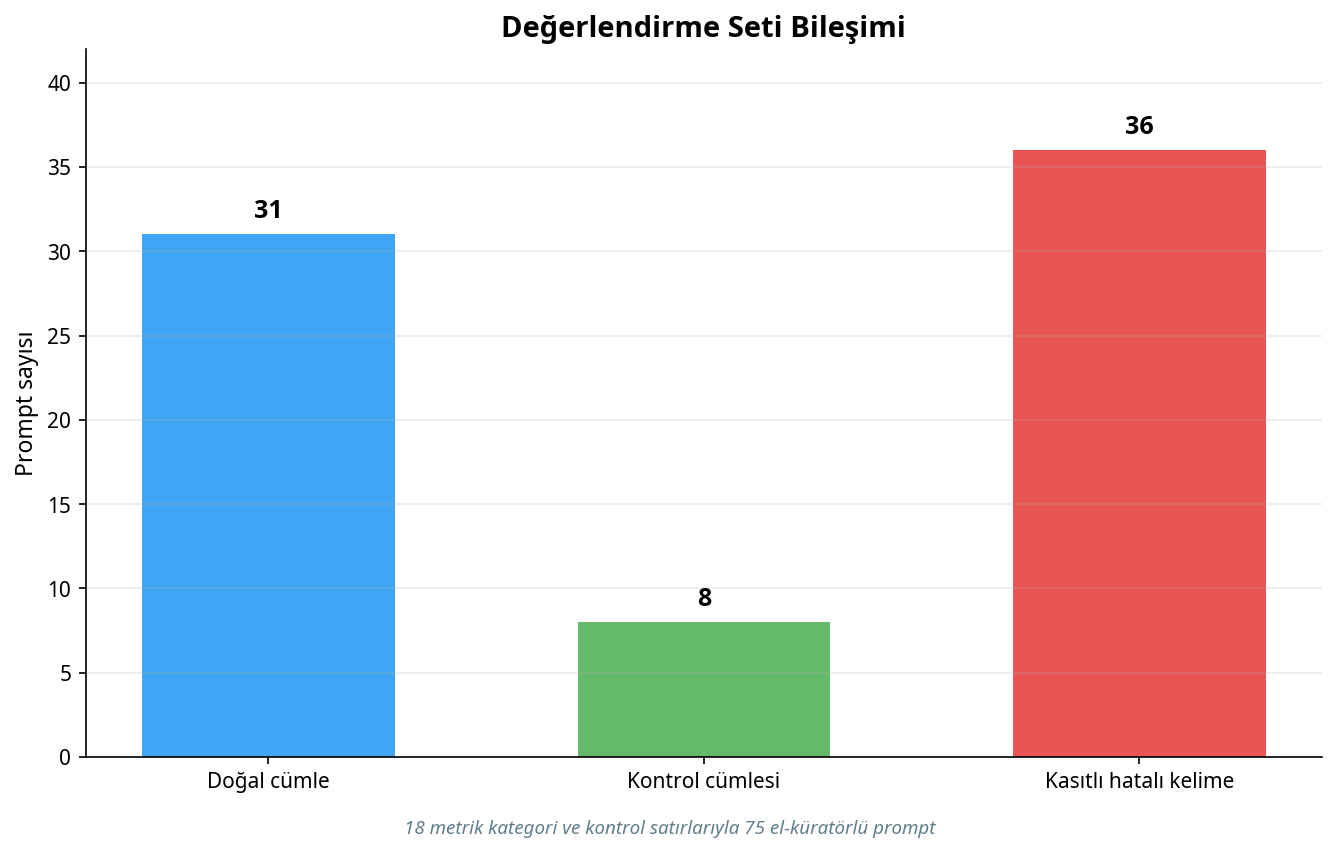 Değerlendirme Seti Bileşimi
Prompt sayısı
40
35
30
25
20
15
10
5
0
31
8
36
Doğal cümle
Kontrol cümlesi
Kasıtlı hatalı kelime
18 metrik kategori ve kontrol satırlarıyla 75 el-küratörlü prompt